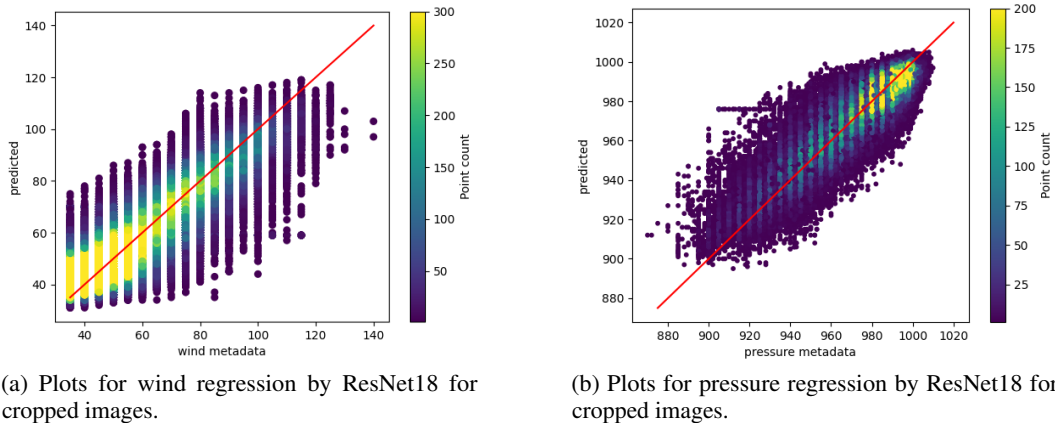 140
120
100
80
60
40
predicted
40 60 80 100 120 140
wind metadata
300
250
200
150
100
50
Point count
(a) Plots for wind regression by ResNet18 for
cropped images.
1020
1000
980
960
940
920
900
880
predicted
880 900 920 940 960 980 1000 1020
pressure metadata
200
175
150
125
100
75
50
25
Point count
(b) Plots for pressure regression by ResNet18 for
cropped images.